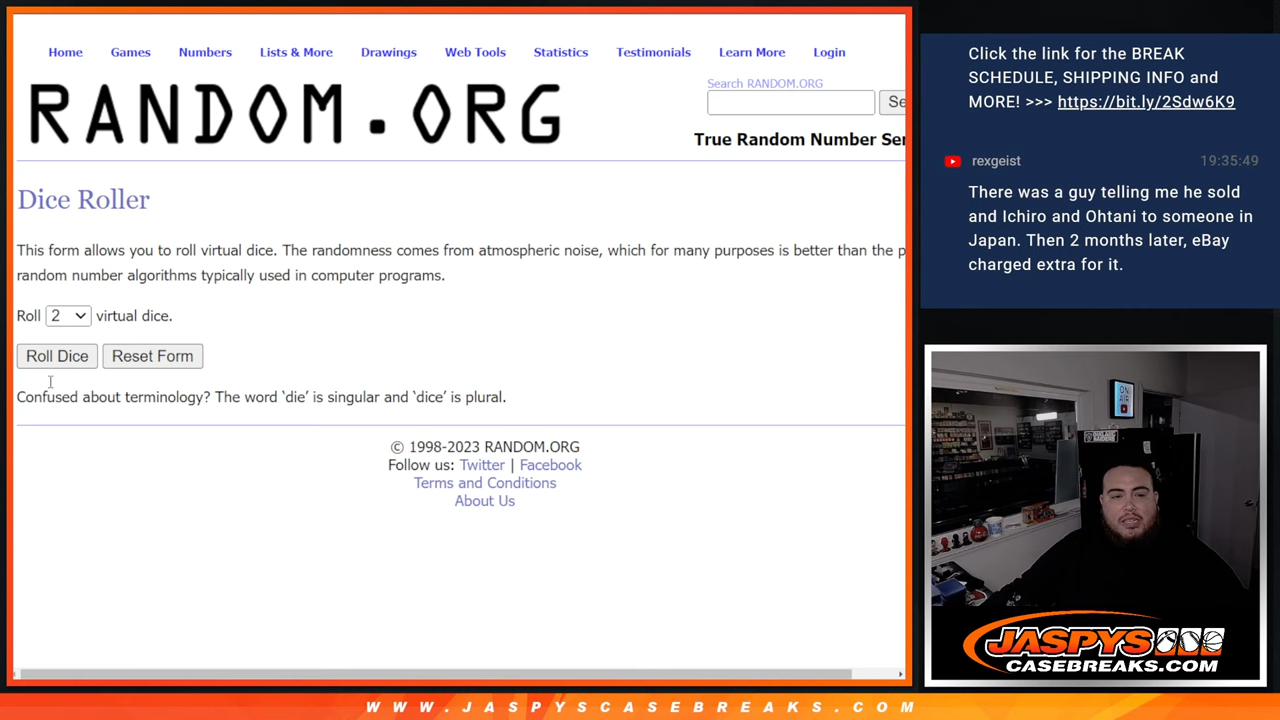 Home Games Numbers Lists & More Drawings Web Tools Statistics Testimonials Learn More Login
RANDOM.ORG
Search RANDOM.ORG
Se
True Random Number Ser
Dice Roller
This form allows you to roll virtual dice. The randomness comes from atmospheric noise, which for many purposes is better than the p
random number algorithms typically used in computer programs.
Roll 2 virtual dice.
Roll Dice Reset Form
Confused about terminology? The word ‘die’ is singular and ‘dice’ is plural.
© 1998-2023 RANDOM.ORG
Follow us: Twitter | Facebook
Terms and Conditions
About Us
Click the link for the BREAK
SCHEDULE, SHIPPING INFO and
MORE! >>> https://bit.ly/2Sdw6K9
rexgeist 19:35:49
There was a guy telling me he sold
and Ichiro and Ohtani to someone in
Japan. Then 2 months later, eBay
charged extra for it.
ON
AIR
JASPYS
CASEBREAKS.COM
WWW.JASPYSCASEBREAKS.COM